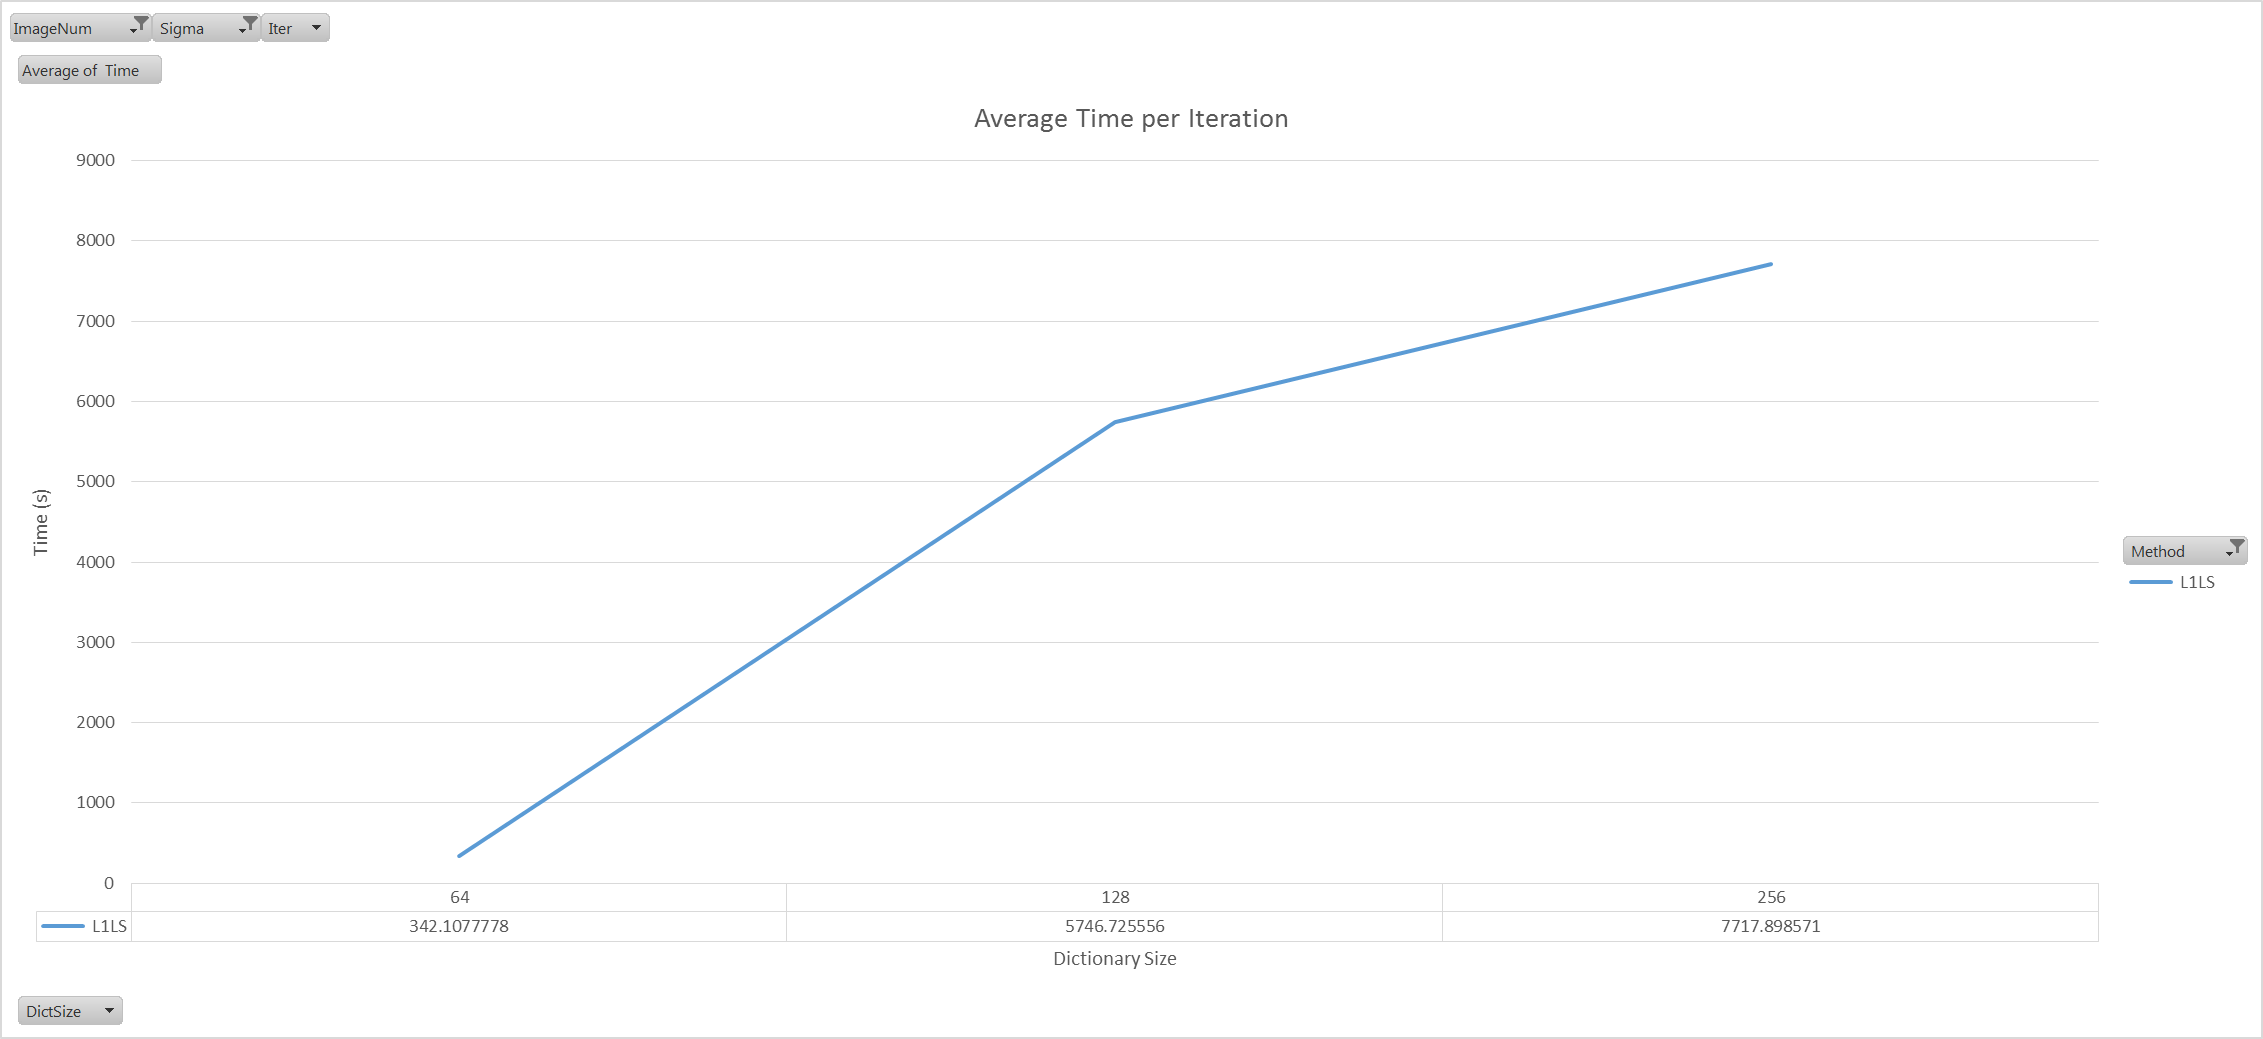 ImageNum Sigma Iter
Average of Time
Average Time per Iteration
9000
8000
7000
6000
5000
4000
3000
2000
1000
0
Time (s)
64 128 256
L1LS 342.1077778 5746.725556 7717.898571
Dictionary Size
Method
L1LS
DictSize